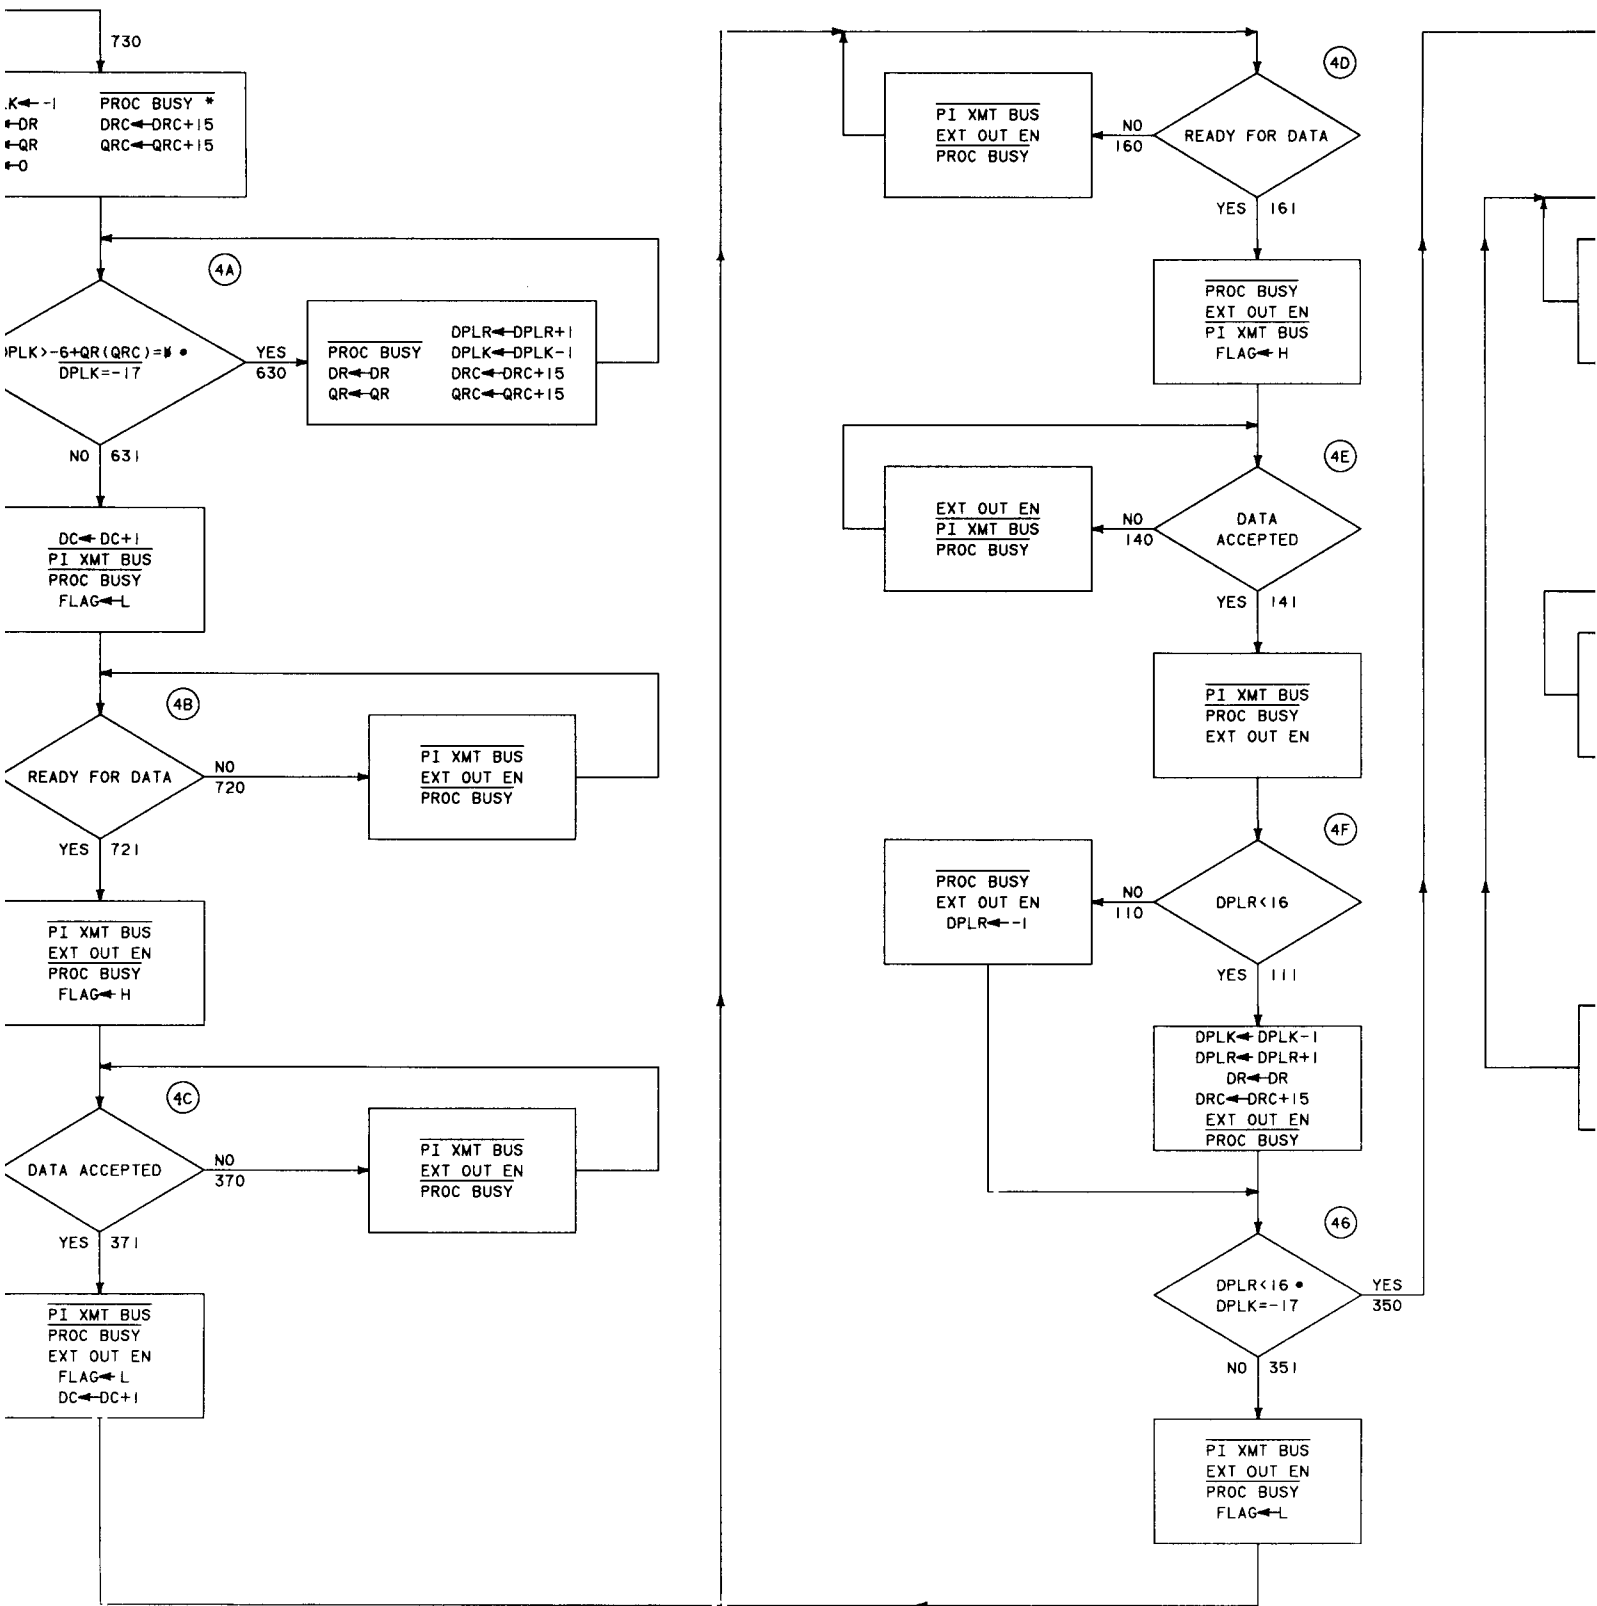 730
K←-1 PROC BUSY *
←DR DRC←DRC+15
←QR QRC←QRC+15
←0
4A
DPLK>-6+QR(QRC)= •
DPLK=-17
YES
630
DPLR←DPLR+1
PROC BUSY DPLK←DPLK-1
DR←DR DRC←DRC+15
QR←QR QRC←QRC+15
NO 631
DC←DC+1
PI XMT BUS
PROC BUSY
FLAG←L
4B
READY FOR DATA
NO
720
PI XMT BUS
EXT OUT EN
PROC BUSY
YES 721
PI XMT BUS
EXT OUT EN
PROC BUSY
FLAG←H
4C
DATA ACCEPTED
NO
370
PI XMT BUS
EXT OUT EN
PROC BUSY
YES 371
PI XMT BUS
PROC BUSY
EXT OUT EN
FLAG←L
DC←DC+1
4D
READY FOR DATA
NO
160
PI XMT BUS
EXT OUT EN
PROC BUSY
YES 161
PROC BUSY
EXT OUT EN
PI XMT BUS
FLAG←H
4E
DATA
ACCEPTED
NO
140
EXT OUT EN
PI XMT BUS
PROC BUSY
YES 141
PI XMT BUS
PROC BUSY
EXT OUT EN
4F
DPLR<16
NO
110
PROC BUSY
EXT OUT EN
DPLR←-1
YES 111
DPLK←DPLK-1
DPLR←DPLR+1
DR←DR
DRC←DRC+15
EXT OUT EN
PROC BUSY
46
DPLR<16 •
DPLK=-17
YES
350
NO 351
PI XMT BUS
EXT OUT EN
PROC BUSY
FLAG←L